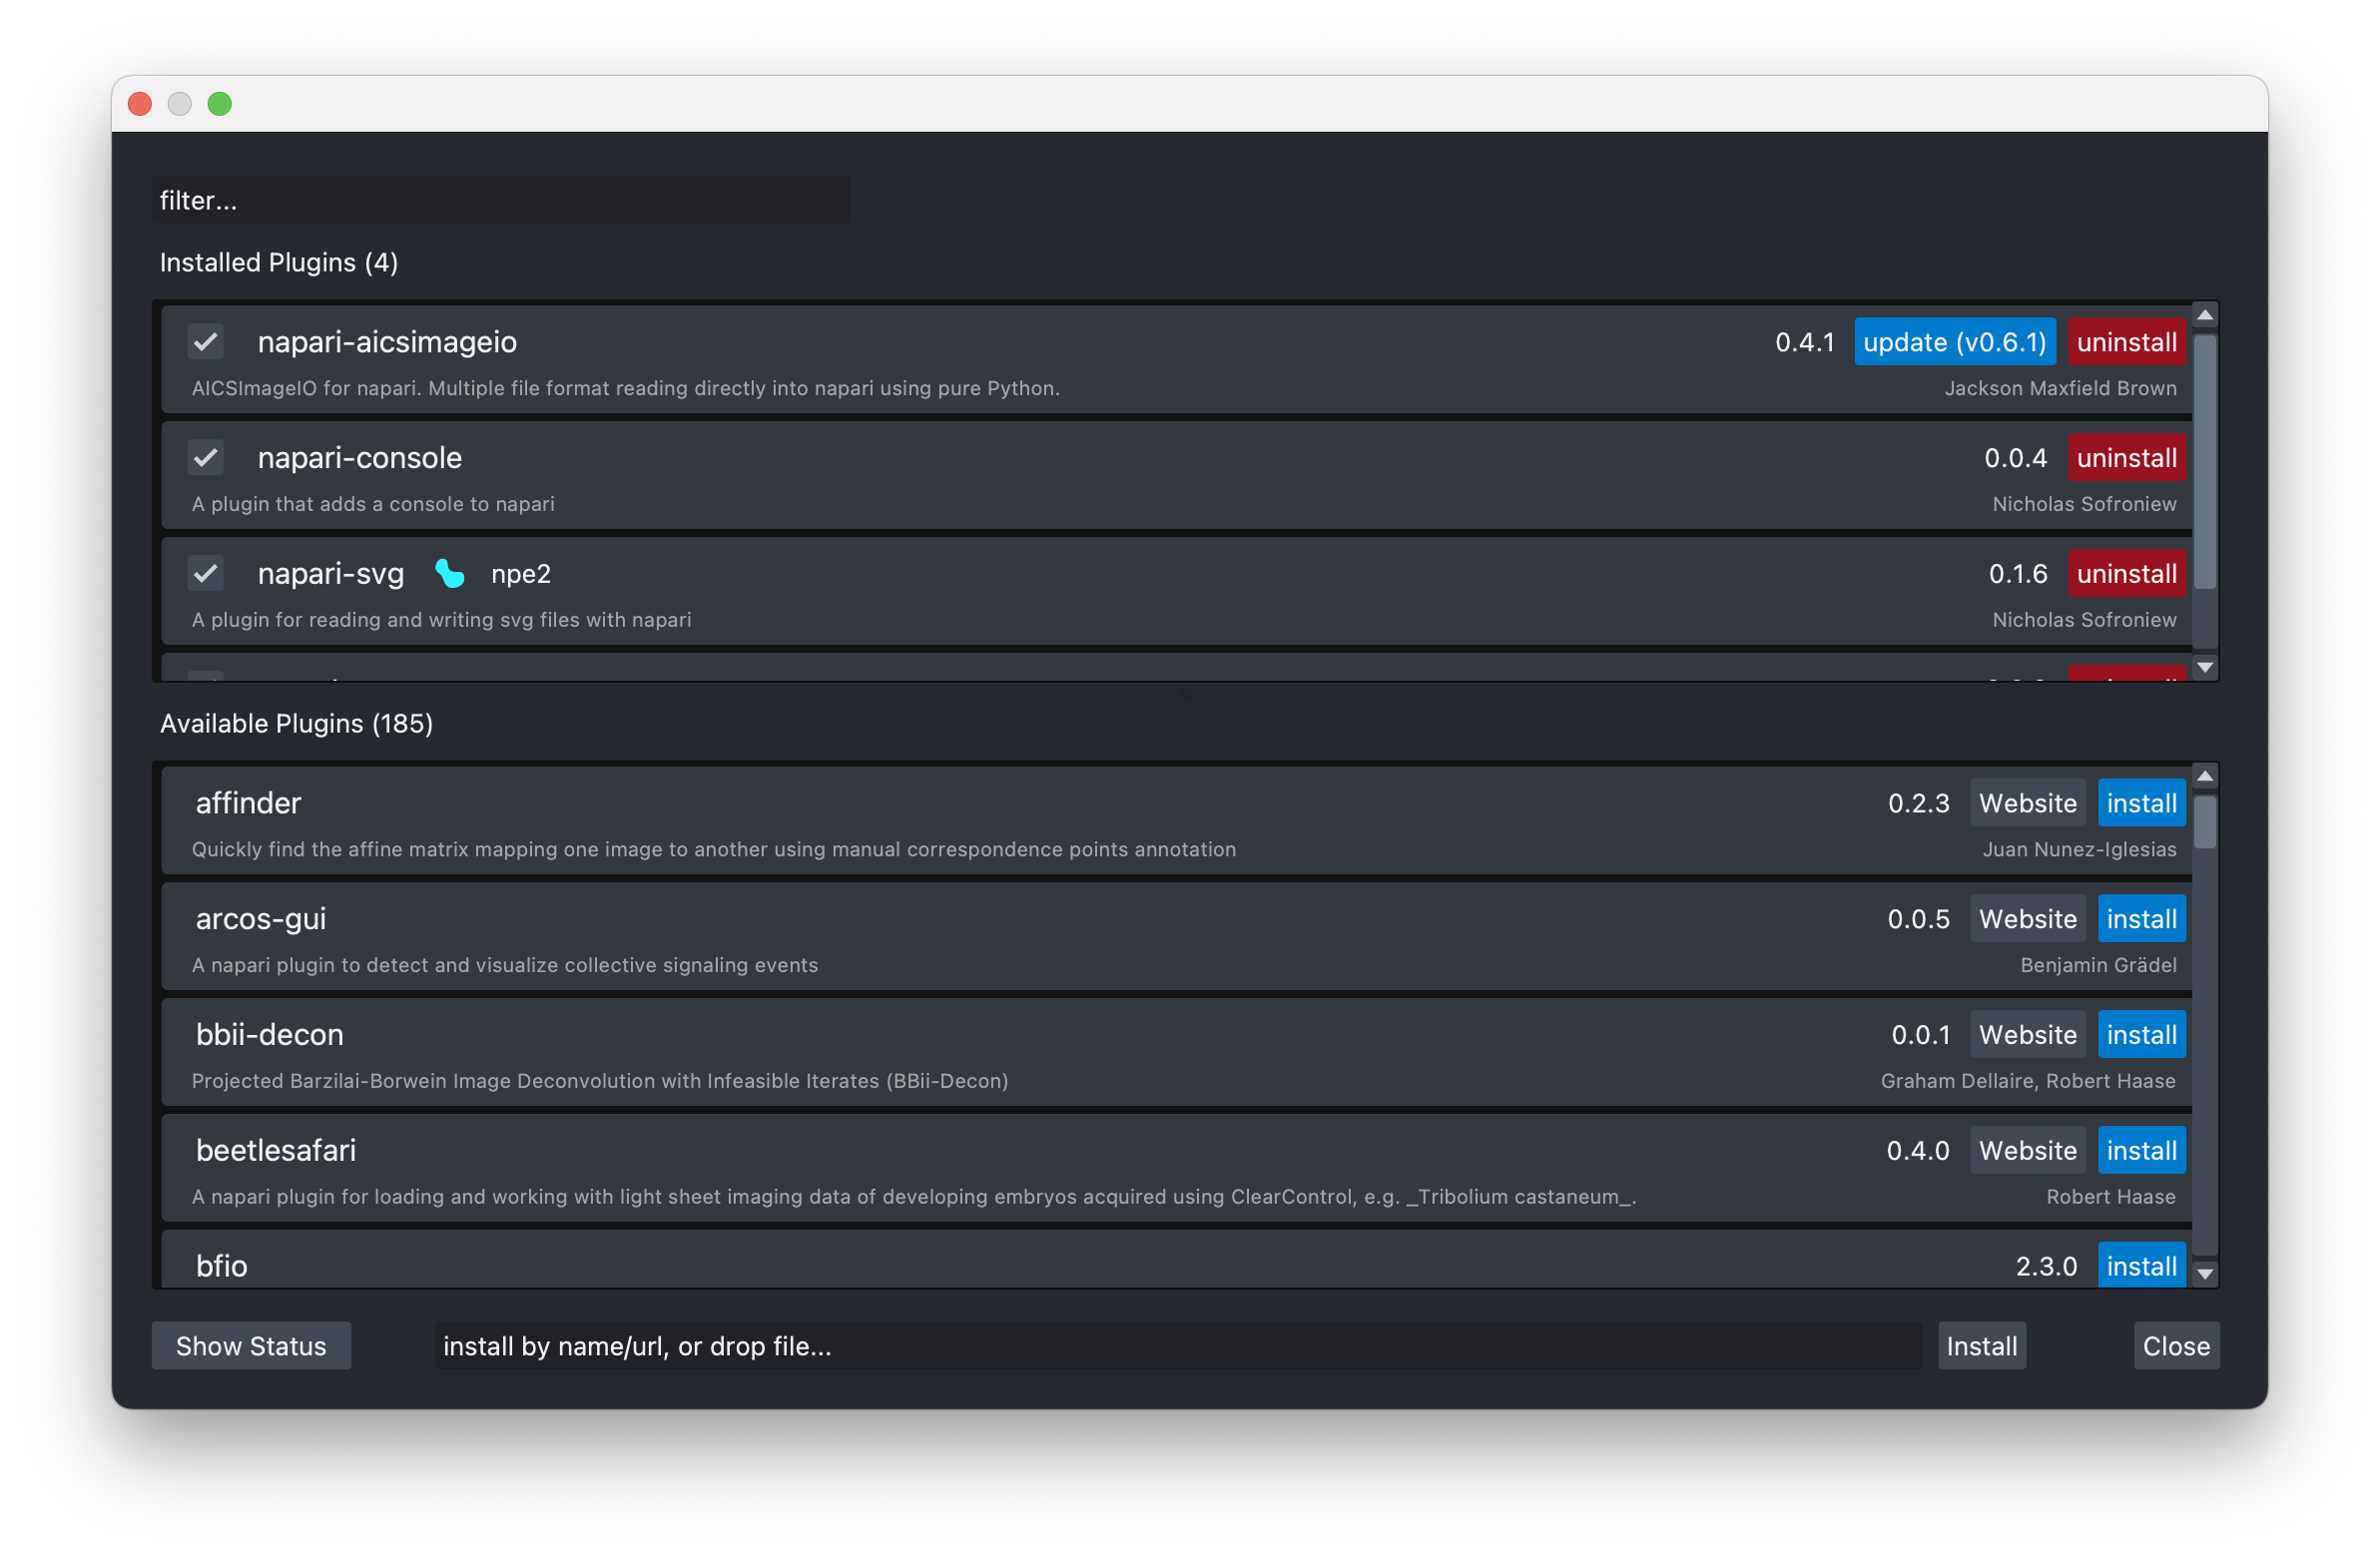 filter...
Installed Plugins (4)
napari-aicsimageio 0.4.1 update (v0.6.1) uninstall
AICSImageIO for napari. Multiple file format reading directly into napari using pure Python. Jackson Maxfield Brown
napari-console 0.0.4 uninstall
A plugin that adds a console to napari Nicholas Sofroniew
napari-svg npe2 0.1.6 uninstall
A plugin for reading and writing svg files with napari Nicholas Sofroniew
Available Plugins (185)
affinder 0.2.3 Website install
Quickly find the affine matrix mapping one image to another using manual correspondence points annotation Juan Nunez-Iglesias
arcos-gui 0.0.5 Website install
A napari plugin to detect and visualize collective signaling events Benjamin Grädel
bbii-decon 0.0.1 Website install
Projected Barzilai-Borwein Image Deconvolution with Infeasible Iterates (BBii-Decon) Graham Dellaire, Robert Haase
beetlesafari 0.4.0 Website install
A napari plugin for loading and working with light sheet imaging data of developing embryos acquired using ClearControl, e.g. _Tribolium castaneum_. Robert Haase
bfio 2.3.0 install
Show Status install by name/url, or drop file... Install Close